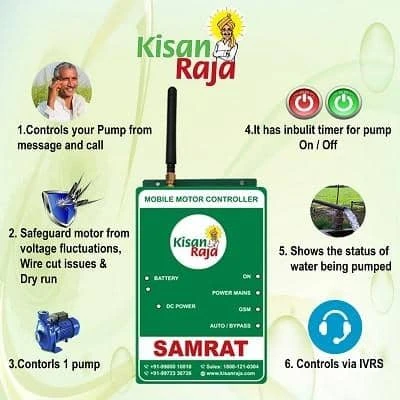 Kisan
Raja
1.Controls your Pump from
message and call
4.It has inbulit timer for pump
On / Off
2. Safeguard motor from
voltage fluctuations,
Wire cut issues &
Dry run
5. Shows the status of
water being pumped
3.Contorls 1 pump
6. Controls via IVRS
MOBILE MOTOR CONTROLLER
Kisan
Raja
BATTERY
ON
POWER MAINS
DC POWER
GSM
AUTO / BYPASS
SAMRAT
Sales: 1800-121-0304
www.kisanraja.com